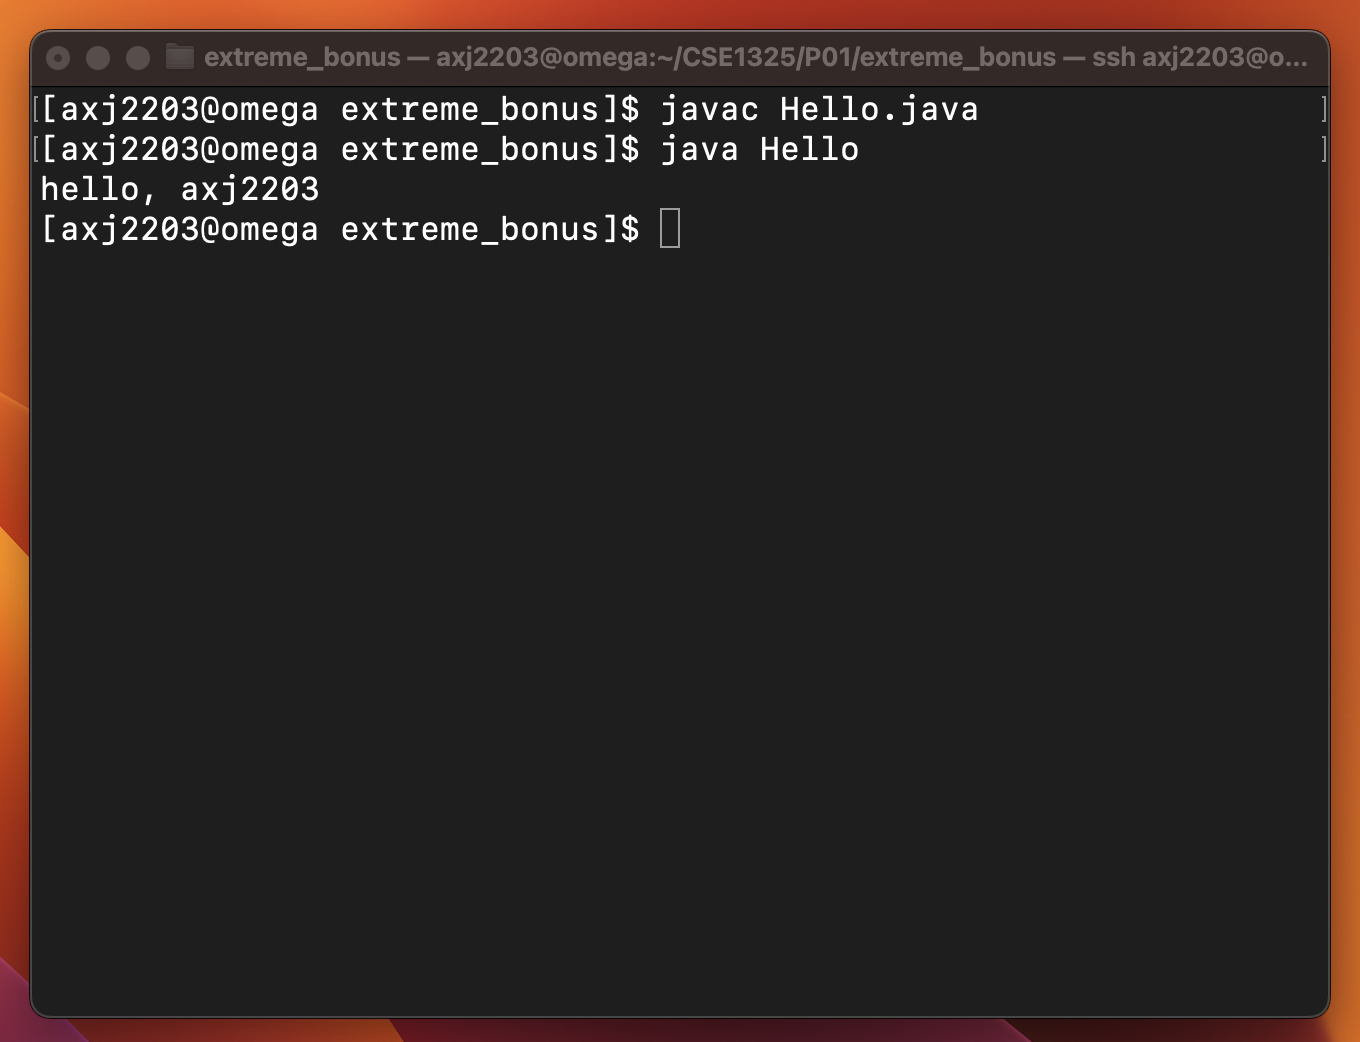 extreme_bonus — axj2203@omega:~/CSE1325/P01/extreme_bonus — ssh axj2203@o...
[[axj2203@omega extreme_bonus]$ javac Hello.java ]
[[axj2203@omega extreme_bonus]$ java Hello ]
hello, axj2203
[axj2203@omega extreme_bonus]$